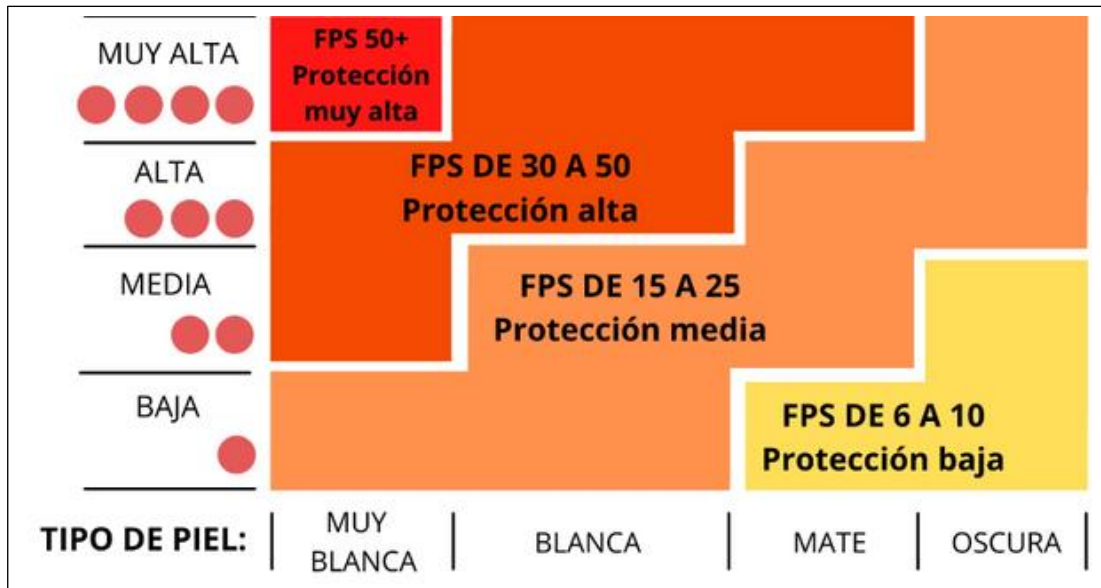 MUY ALTA
FPS 50+
Protección
muy alta
ALTA
FPS DE 30 A 50
Protección alta
MEDIA
FPS DE 15 A 25
Protección media
BAJA
FPS DE 6 A 10
Protección baja
TIPO DE PIEL:
MUY
BLANCA
BLANCA
MATE
OSCURA